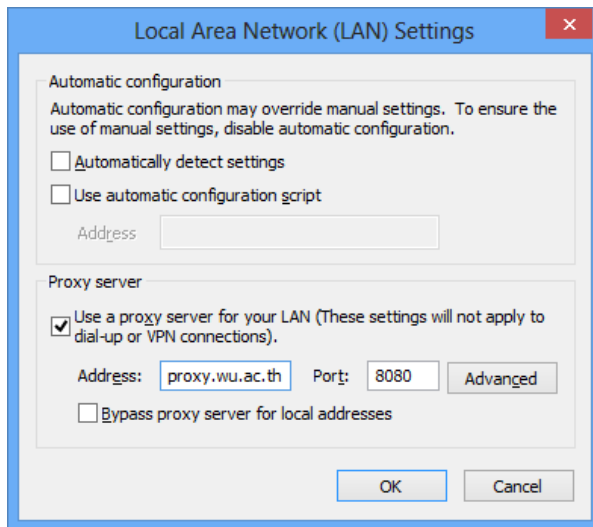 Local Area Network (LAN) Settings
Automatic configuration
Automatic configuration may override manual settings. To ensure the
use of manual settings, disable automatic configuration.
Automatically detect settings
Use automatic configuration script
Address
Proxy server
Use a proxy server for your LAN (These settings will not apply to
dial-up or VPN connections).
Address: proxy.wu.ac.th Port: 8080 Advanced
Bypass proxy server for local addresses
OK Cancel